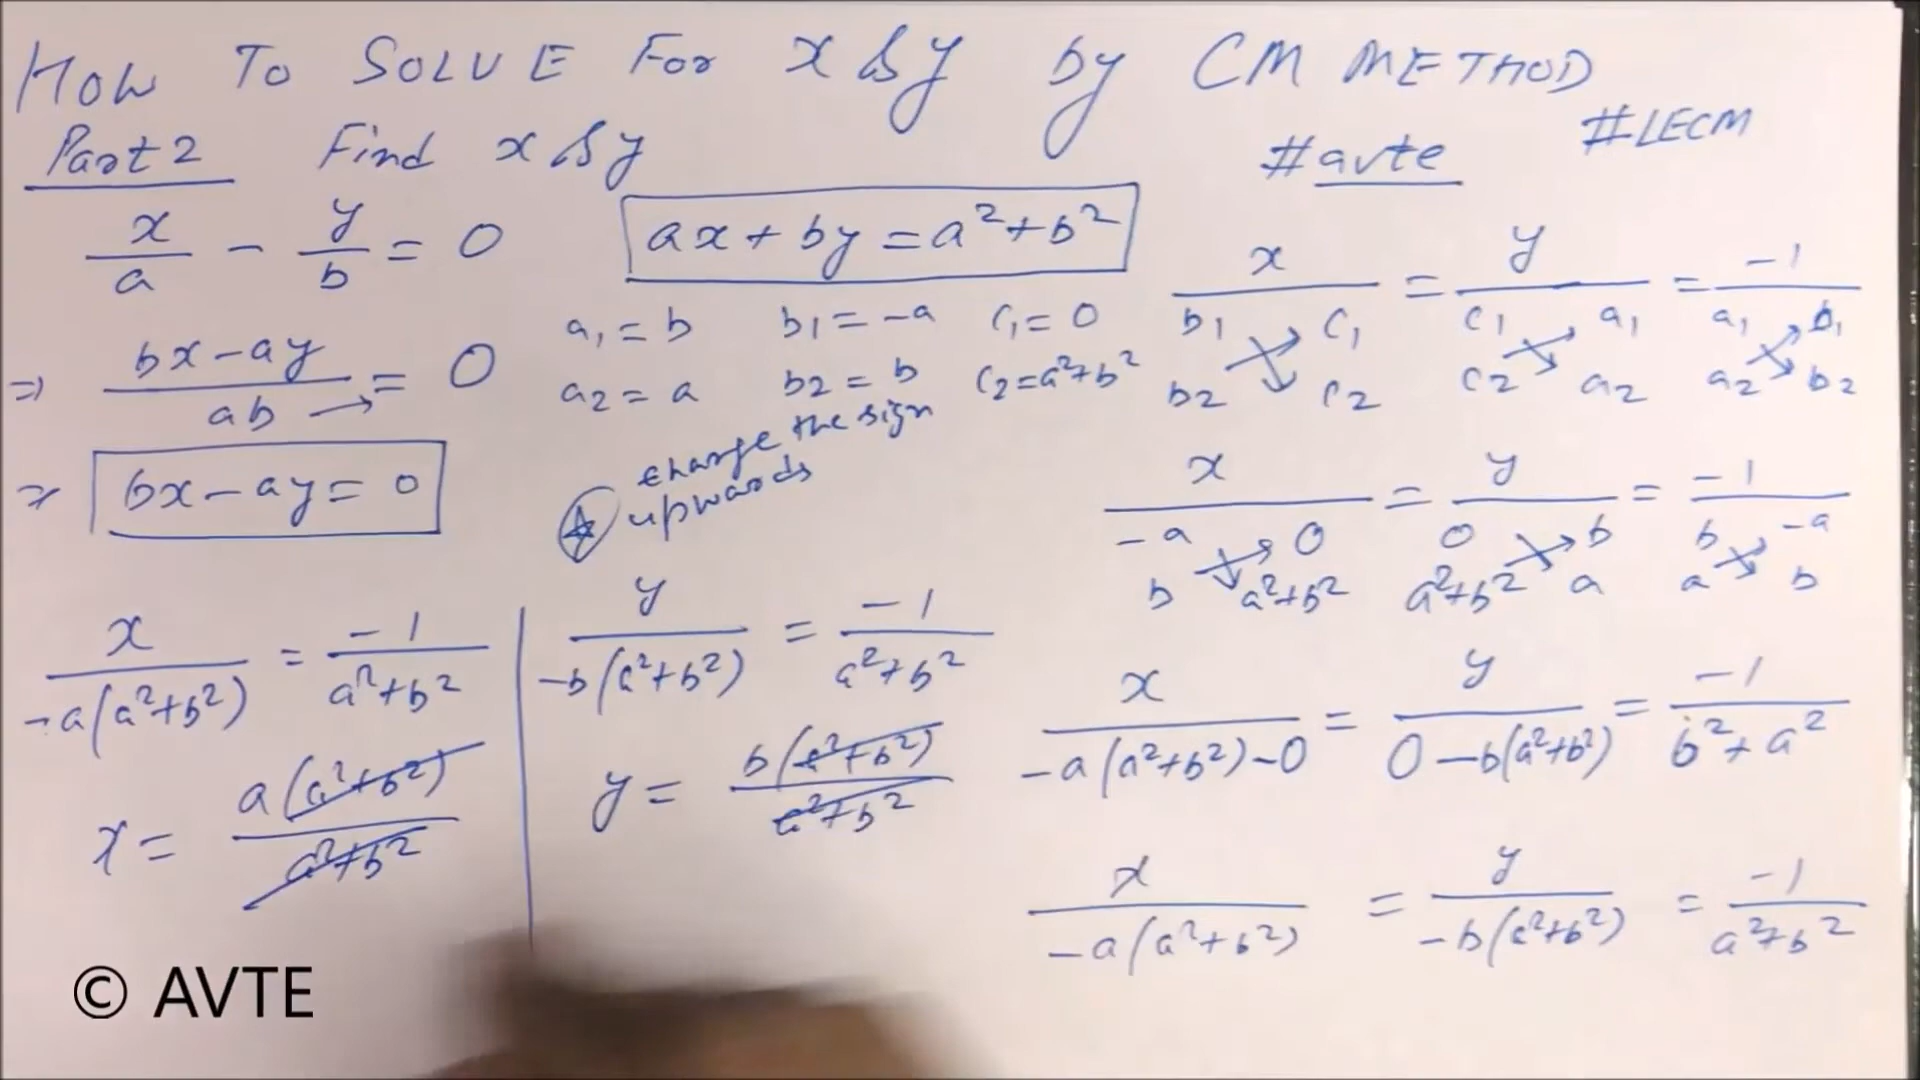 HOW TO SOLVE FOR x & y by CM METHOD
Part 2 Find x & y #avte #LECM
x/a - y/b = 0
=> (bx - ay)/ab = 0
=> bx - ay = 0
ax + by = a² + b²
a₁ = b b₁ = -a c₁ = 0
a₂ = a b₂ = b c₂ = a² + b²
change the sign
upwards
x/(b₁ c₁ b₂ c₂) = y/(c₁ a₁ c₂ a₂) = -1/(a₁ b₁ a₂ b₂)
x/(-a 0 b a²+b²) = y/(0 b a²+b² a) = -1/(b -a a b)
x/(-a(a²+b²)-0) = y/(0-b(a²+b²)) = -1/(b²+a²)
x/(-a(a²+b²)) = y/(-b(a²+b²)) = -1/(a²+b²)
x/(-a(a²+b²)) = -1/(a²+b²)
x = a(a²+b²)/(a²+b²)
y/(-b(a²+b²)) = -1/(a²+b²)
y = b(a²+b²)/(a²+b²)
© AVTE